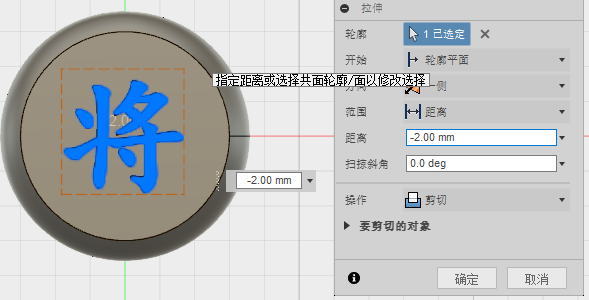 拉伸
轮廓 1 已选定
开始 轮廓平面
指定距离或选择共面轮廓/面以修改选择
方向 一侧
范围 距离
距离 -2.00 mm
扫掠斜角 0.0 deg
操作 剪切
要剪切的对象
确定 取消
将
-2.00 mm